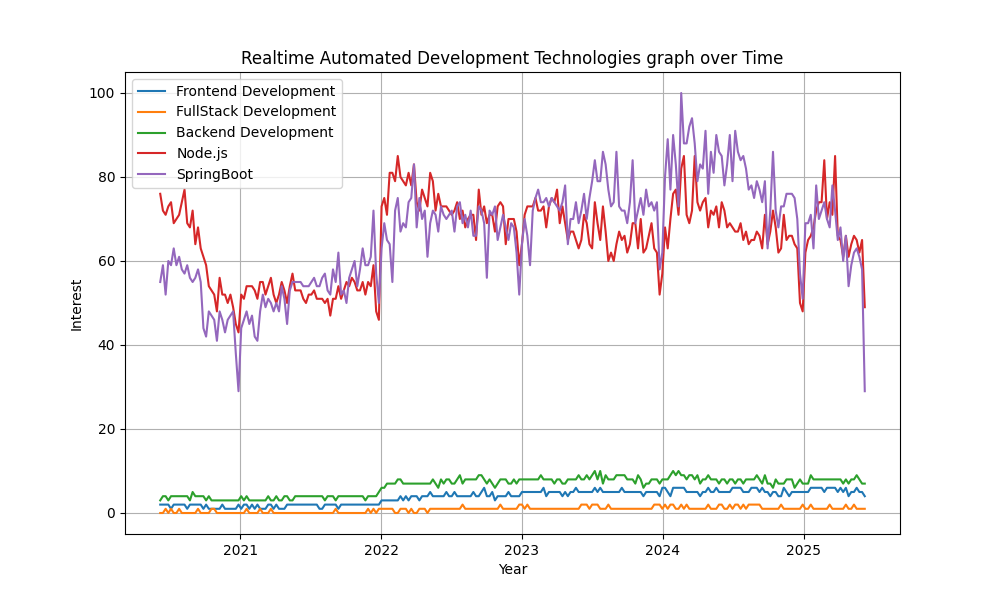 Realtime Automated Development Technologies graph over Time
Frontend Development
FullStack Development
Backend Development
Node.js
SpringBoot
100
80
60
40
20
0
Interest
2021 2022 2023 2024 2025
Year